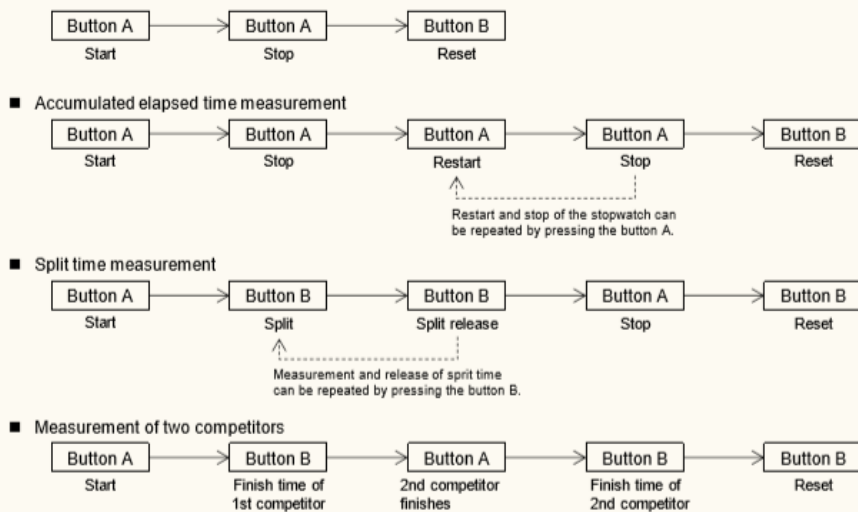 Button A Button A Button B
Start Stop Reset
■ Accumulated elapsed time measurement
Button A Button A Button A Button A Button B
Start Stop Restart Stop Reset
Restart and stop of the stopwatch can
be repeated by pressing the button A.
■ Split time measurement
Button A Button B Button B Button A Button B
Start Split Split release Stop Reset
Measurement and release of sprit time
can be repeated by pressing the button B.
■ Measurement of two competitors
Button A Button B Button A Button B Button B
Start Finish time of 2nd competitor Finish time of Reset
1st competitor finishes 2nd competitor